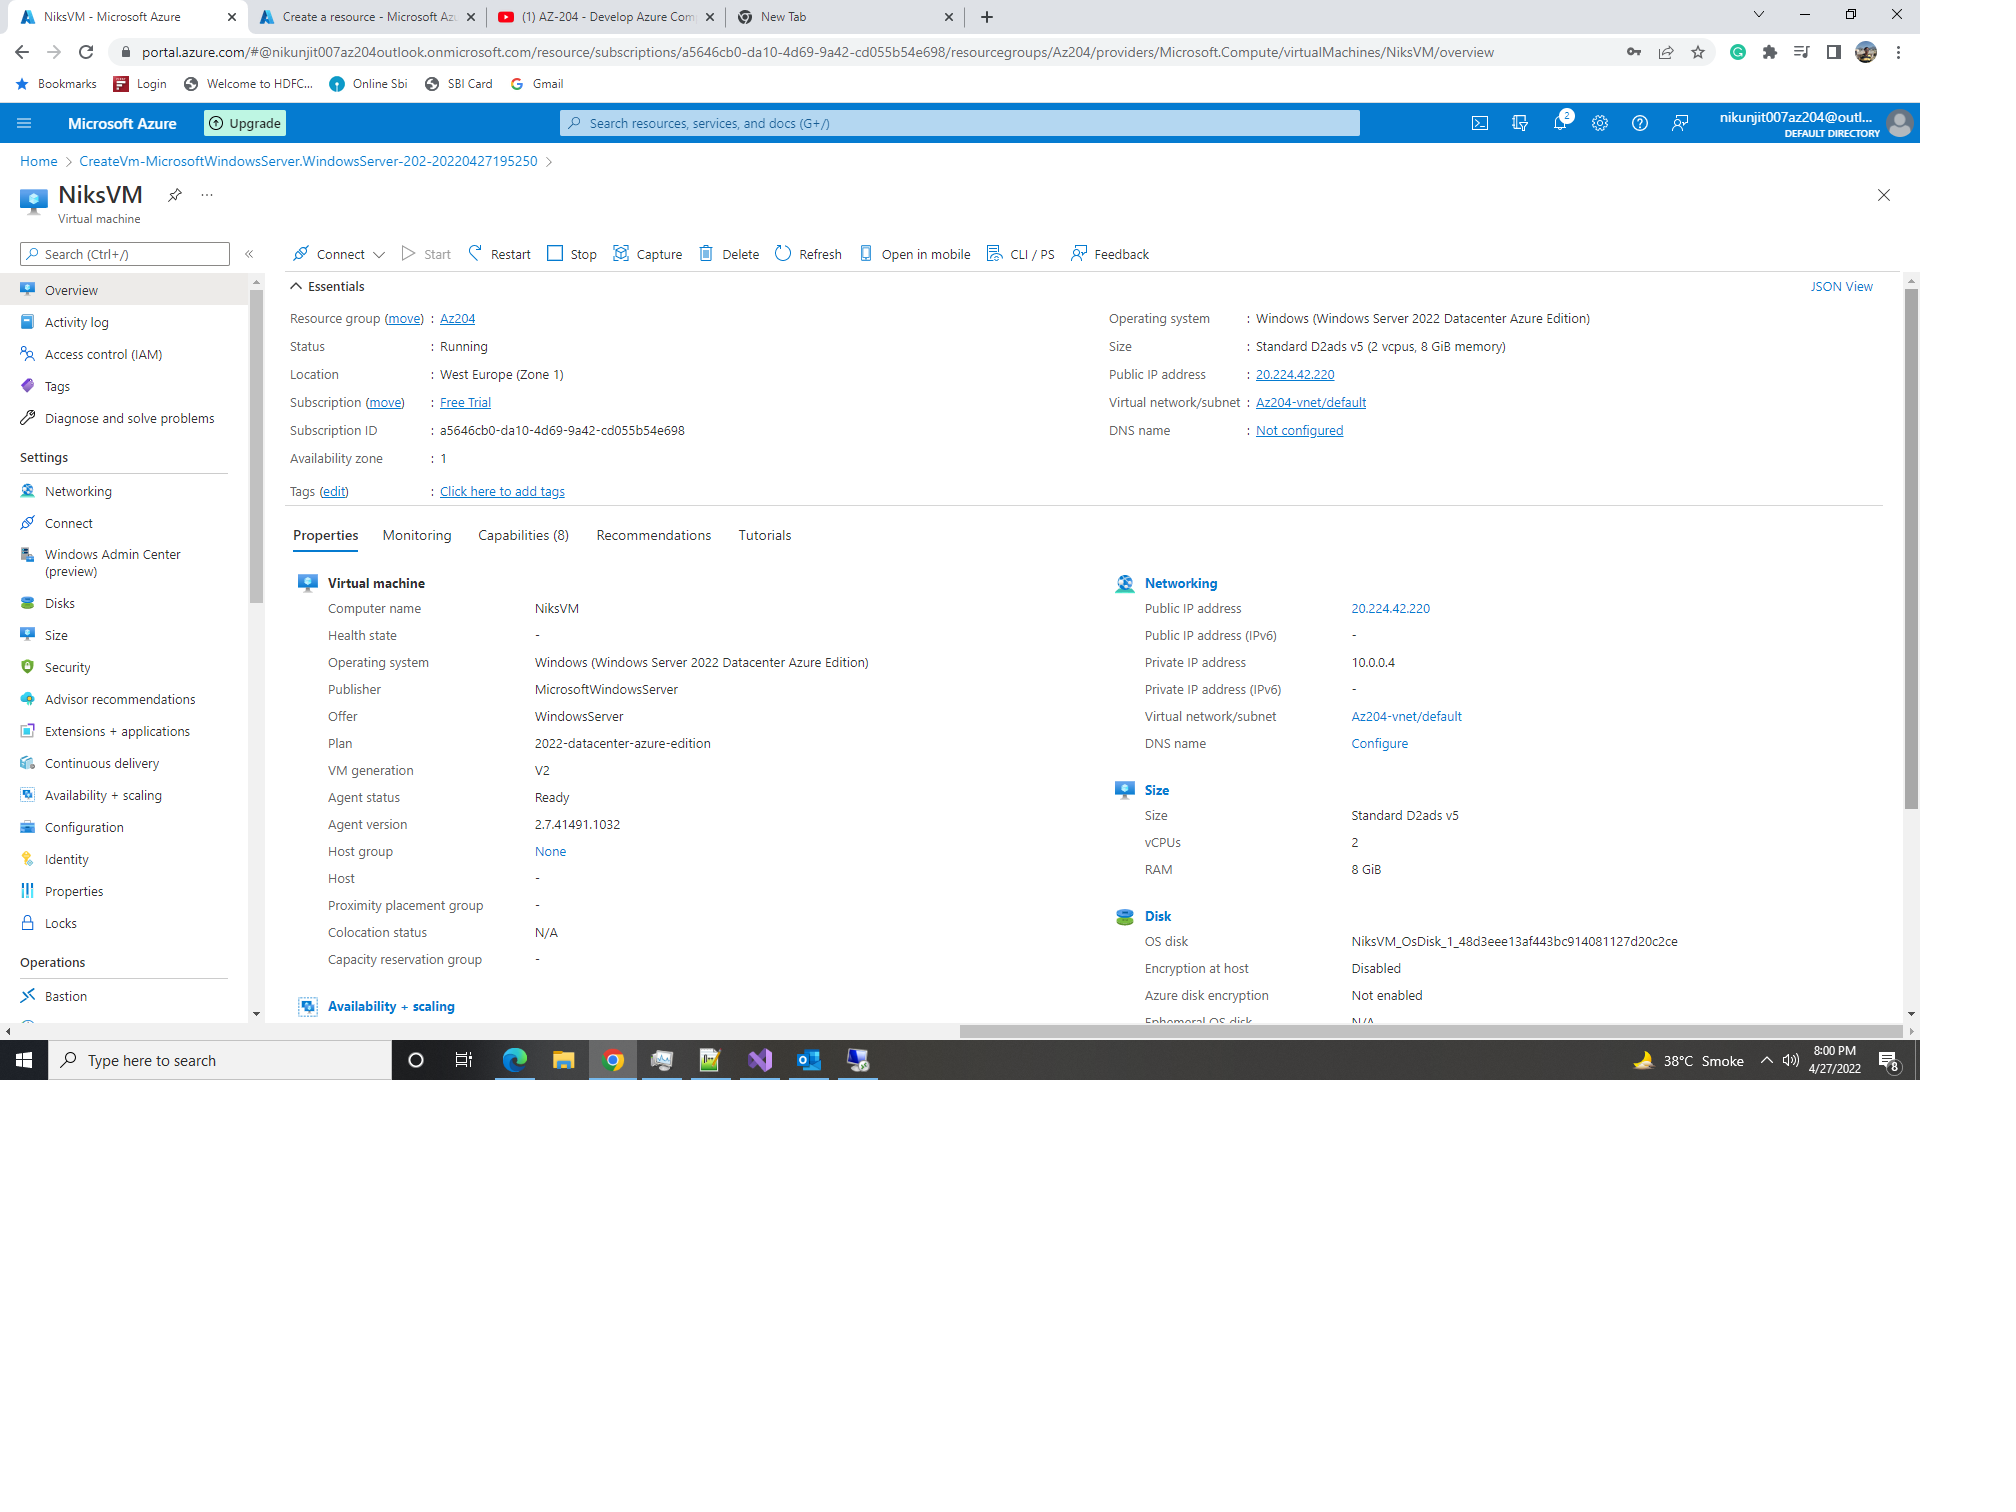 NiksVM - Microsoft Azure
Create a resource - Microsoft Az
(1) AZ-204 - Develop Azure Com
New Tab
portal.azure.com/#@nikunjit007az204outlook.onmicrosoft.com/resource/subscriptions/a5646cb0-da10-4d69-9a42-cd055b54e698/resourcegroups/Az204/providers/Microsoft.Compute/virtualMachines/NiksVM/overview
Bookmarks
Login
Welcome to HDFC...
Online Sbi
SBI Card
Gmail
Microsoft Azure
Upgrade
Search resources, services, and docs (G+/)
2
nikunjit007az204@outl...
DEFAULT DIRECTORY
Home > CreateVm-MicrosoftWindowsServer.WindowsServer-202-20220427195250 >
NiksVM
Virtual machine
Search (Ctrl+/)
Connect
Start
Restart
Stop
Capture
Delete
Refresh
Open in mobile
CLI / PS
Feedback
Overview
Activity log
Access control (IAM)
Tags
Diagnose and solve problems
Settings
Networking
Connect
Windows Admin Center
(preview)
Disks
Size
Security
Advisor recommendations
Extensions + applications
Continuous delivery
Availability + scaling
Configuration
Identity
Properties
Locks
Operations
Bastion
Essentials
JSON View
Resource group (move) : Az204
Status : Running
Location : West Europe (Zone 1)
Subscription (move) : Free Trial
Subscription ID : a5646cb0-da10-4d69-9a42-cd055b54e698
Availability zone : 1
Tags (edit) : Click here to add tags
Operating system : Windows (Windows Server 2022 Datacenter Azure Edition)
Size : Standard D2ads v5 (2 vcpus, 8 GiB memory)
Public IP address : 20.224.42.220
Virtual network/subnet : Az204-vnet/default
DNS name : Not configured
Properties
Monitoring
Capabilities (8)
Recommendations
Tutorials
Virtual machine
Computer name NiksVM
Health state -
Operating system Windows (Windows Server 2022 Datacenter Azure Edition)
Publisher MicrosoftWindowsServer
Offer WindowsServer
Plan 2022-datacenter-azure-edition
VM generation V2
Agent status Ready
Agent version 2.7.41491.1032
Host group None
Host -
Proximity placement group -
Colocation status N/A
Capacity reservation group -
Availability + scaling
Networking
Public IP address 20.224.42.220
Public IP address (IPv6) -
Private IP address 10.0.0.4
Private IP address (IPv6) -
Virtual network/subnet Az204-vnet/default
DNS name Configure
Size
Size Standard D2ads v5
vCPUs 2
RAM 8 GiB
Disk
OS disk NiksVM_OsDisk_1_48d3eee13af443bc914081127d20c2ce
Encryption at host Disabled
Azure disk encryption Not enabled
Ephemeral OS disk N/A
Type here to search
38°C Smoke
8:00 PM
4/27/2022
8